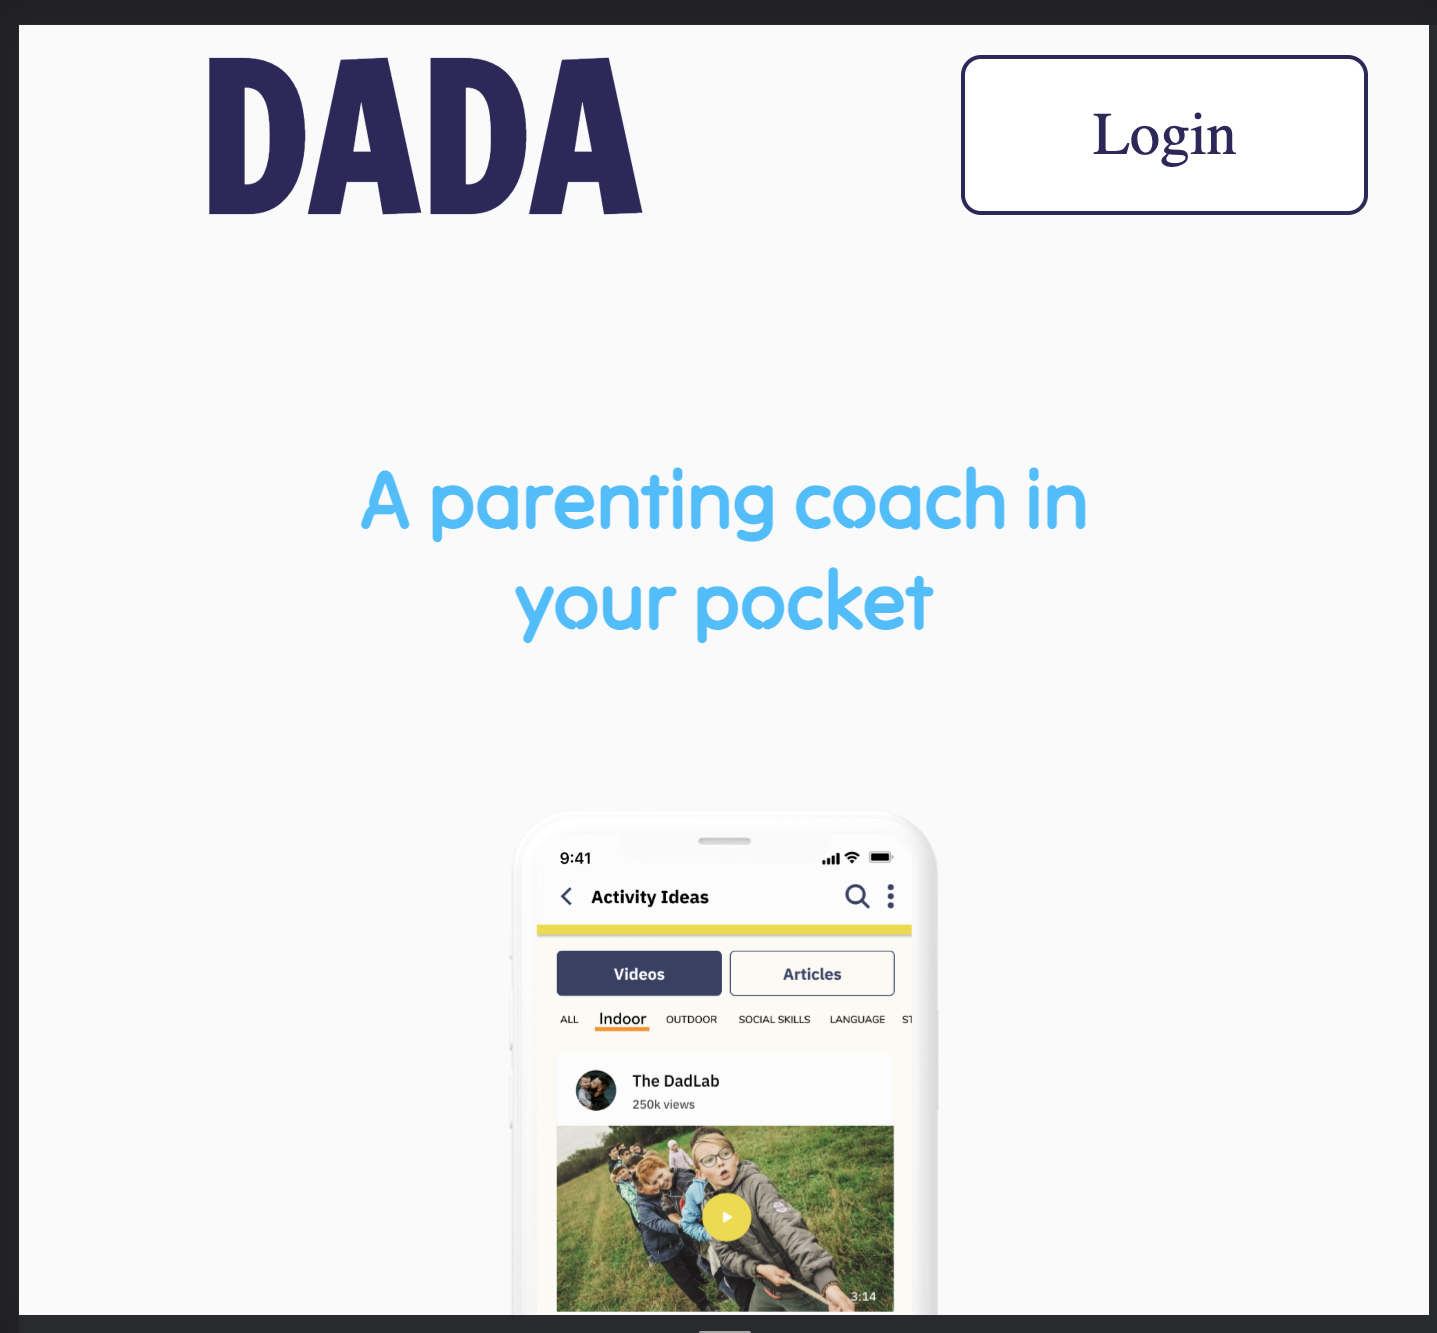 DADA
Login
A parenting coach in
your pocket
9:41
Activity Ideas
Videos Articles
ALL Indoor OUTDOOR SOCIAL SKILLS LANGUAGE ST
The DadLab
250k views
3:14